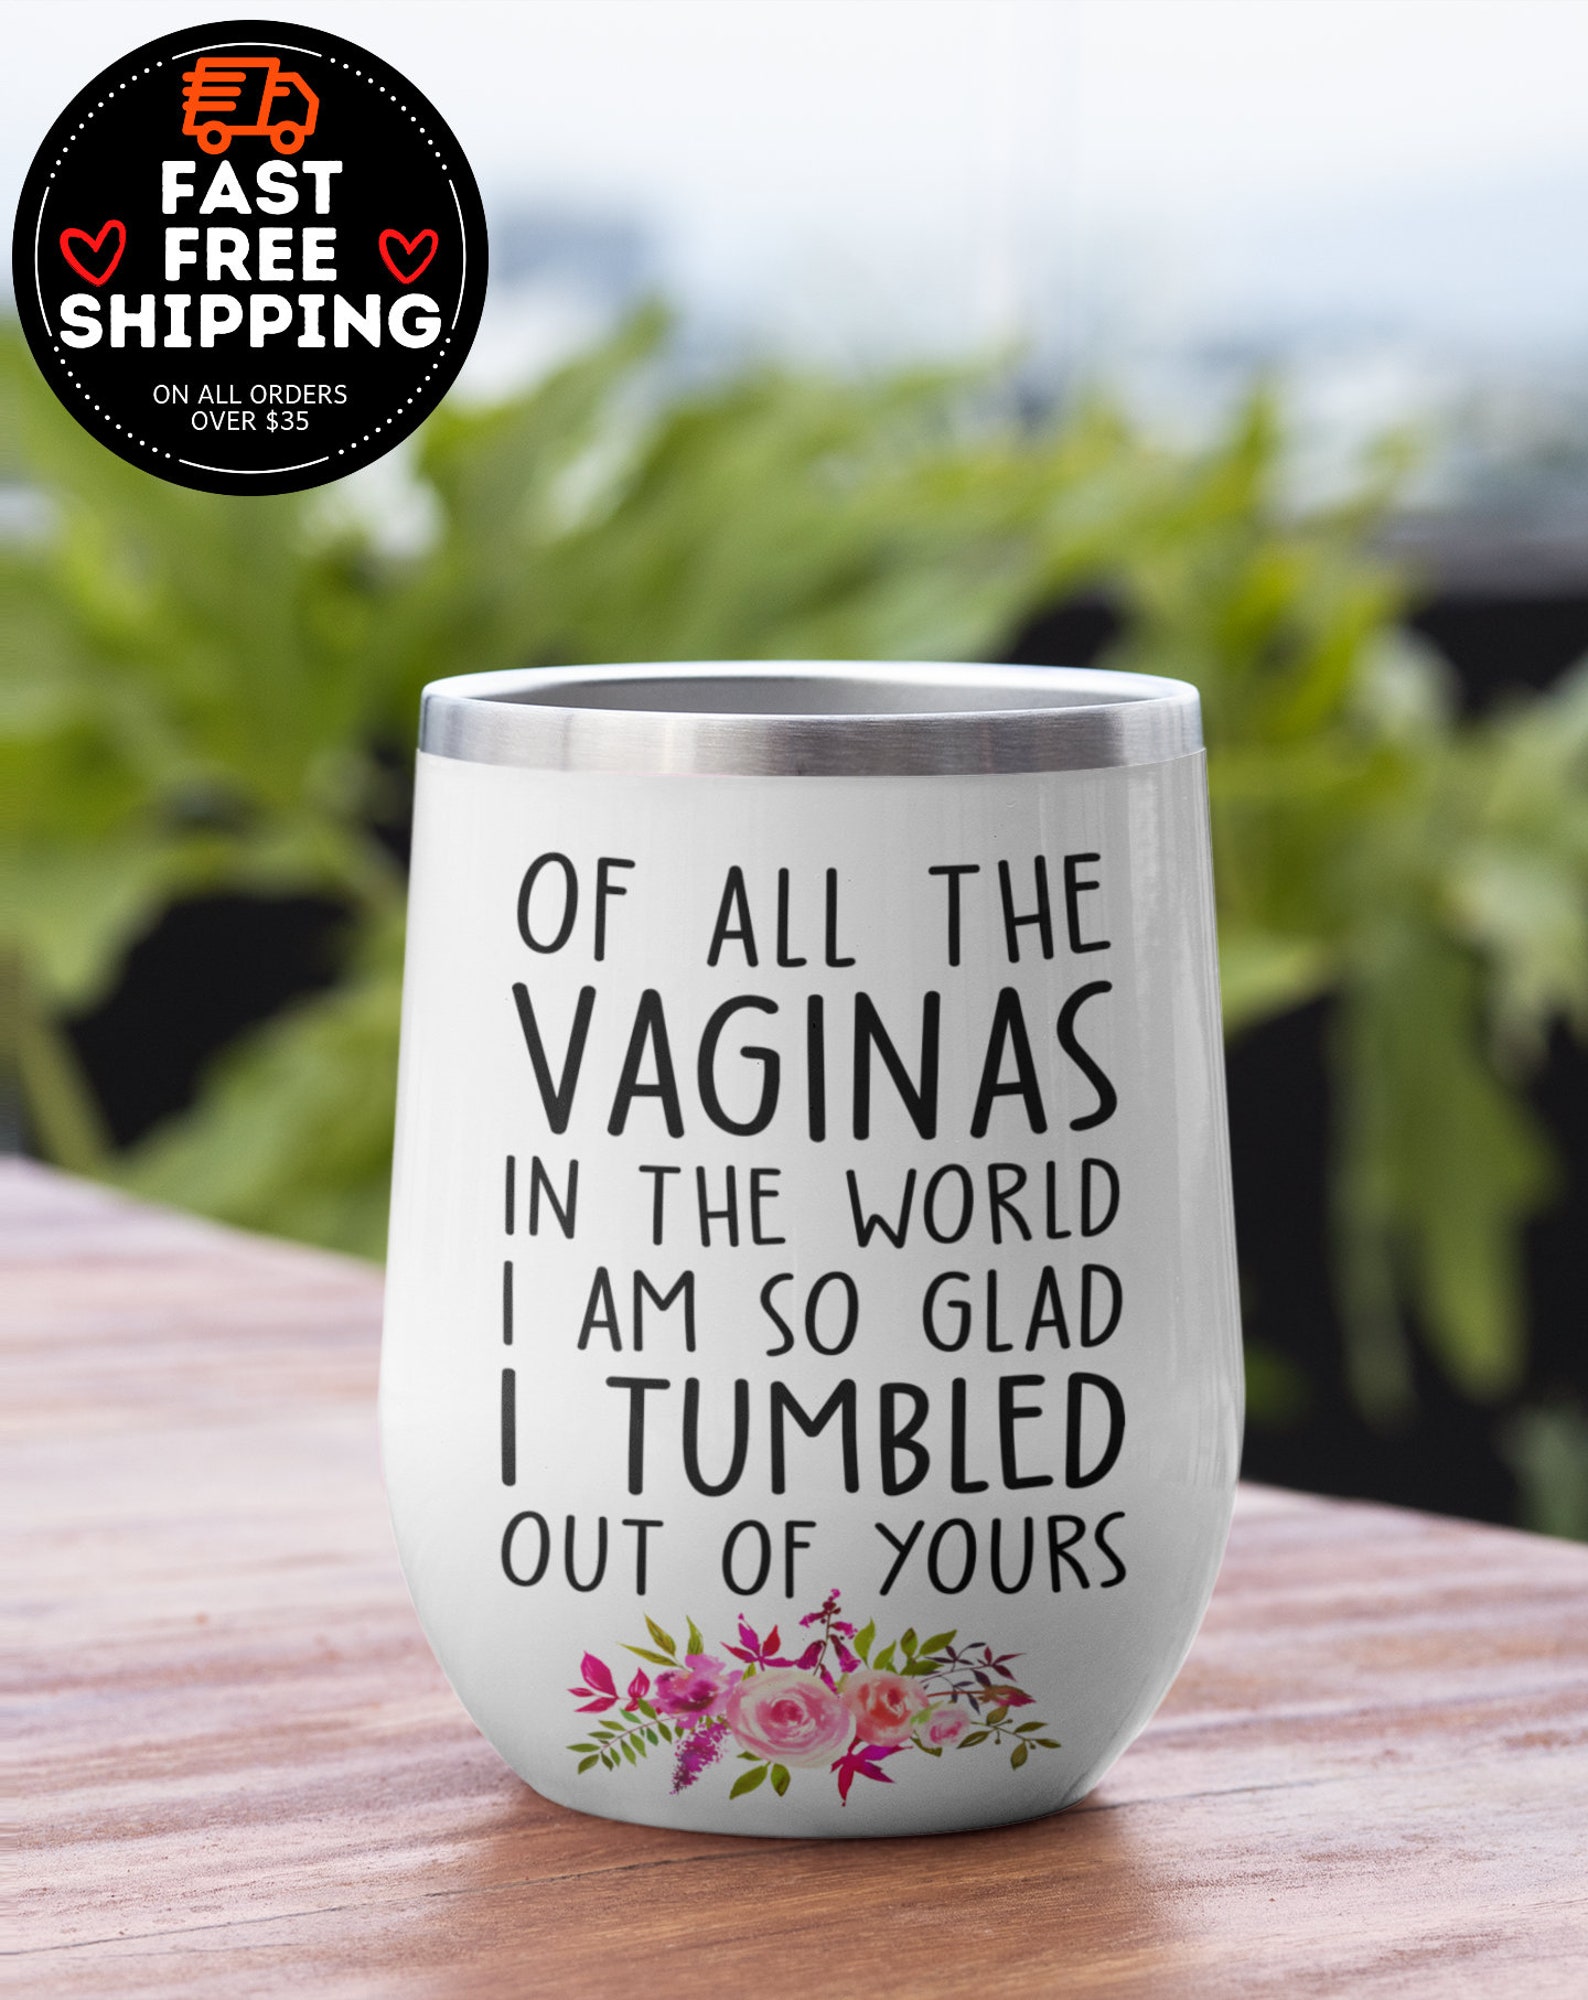 FAST
FREE
SHIPPING
ON ALL ORDERS
OVER $35
OF ALL THE
VAGINAS
IN THE WORLD
I AM SO GLAD
I TUMBLED
OUT OF YOURS